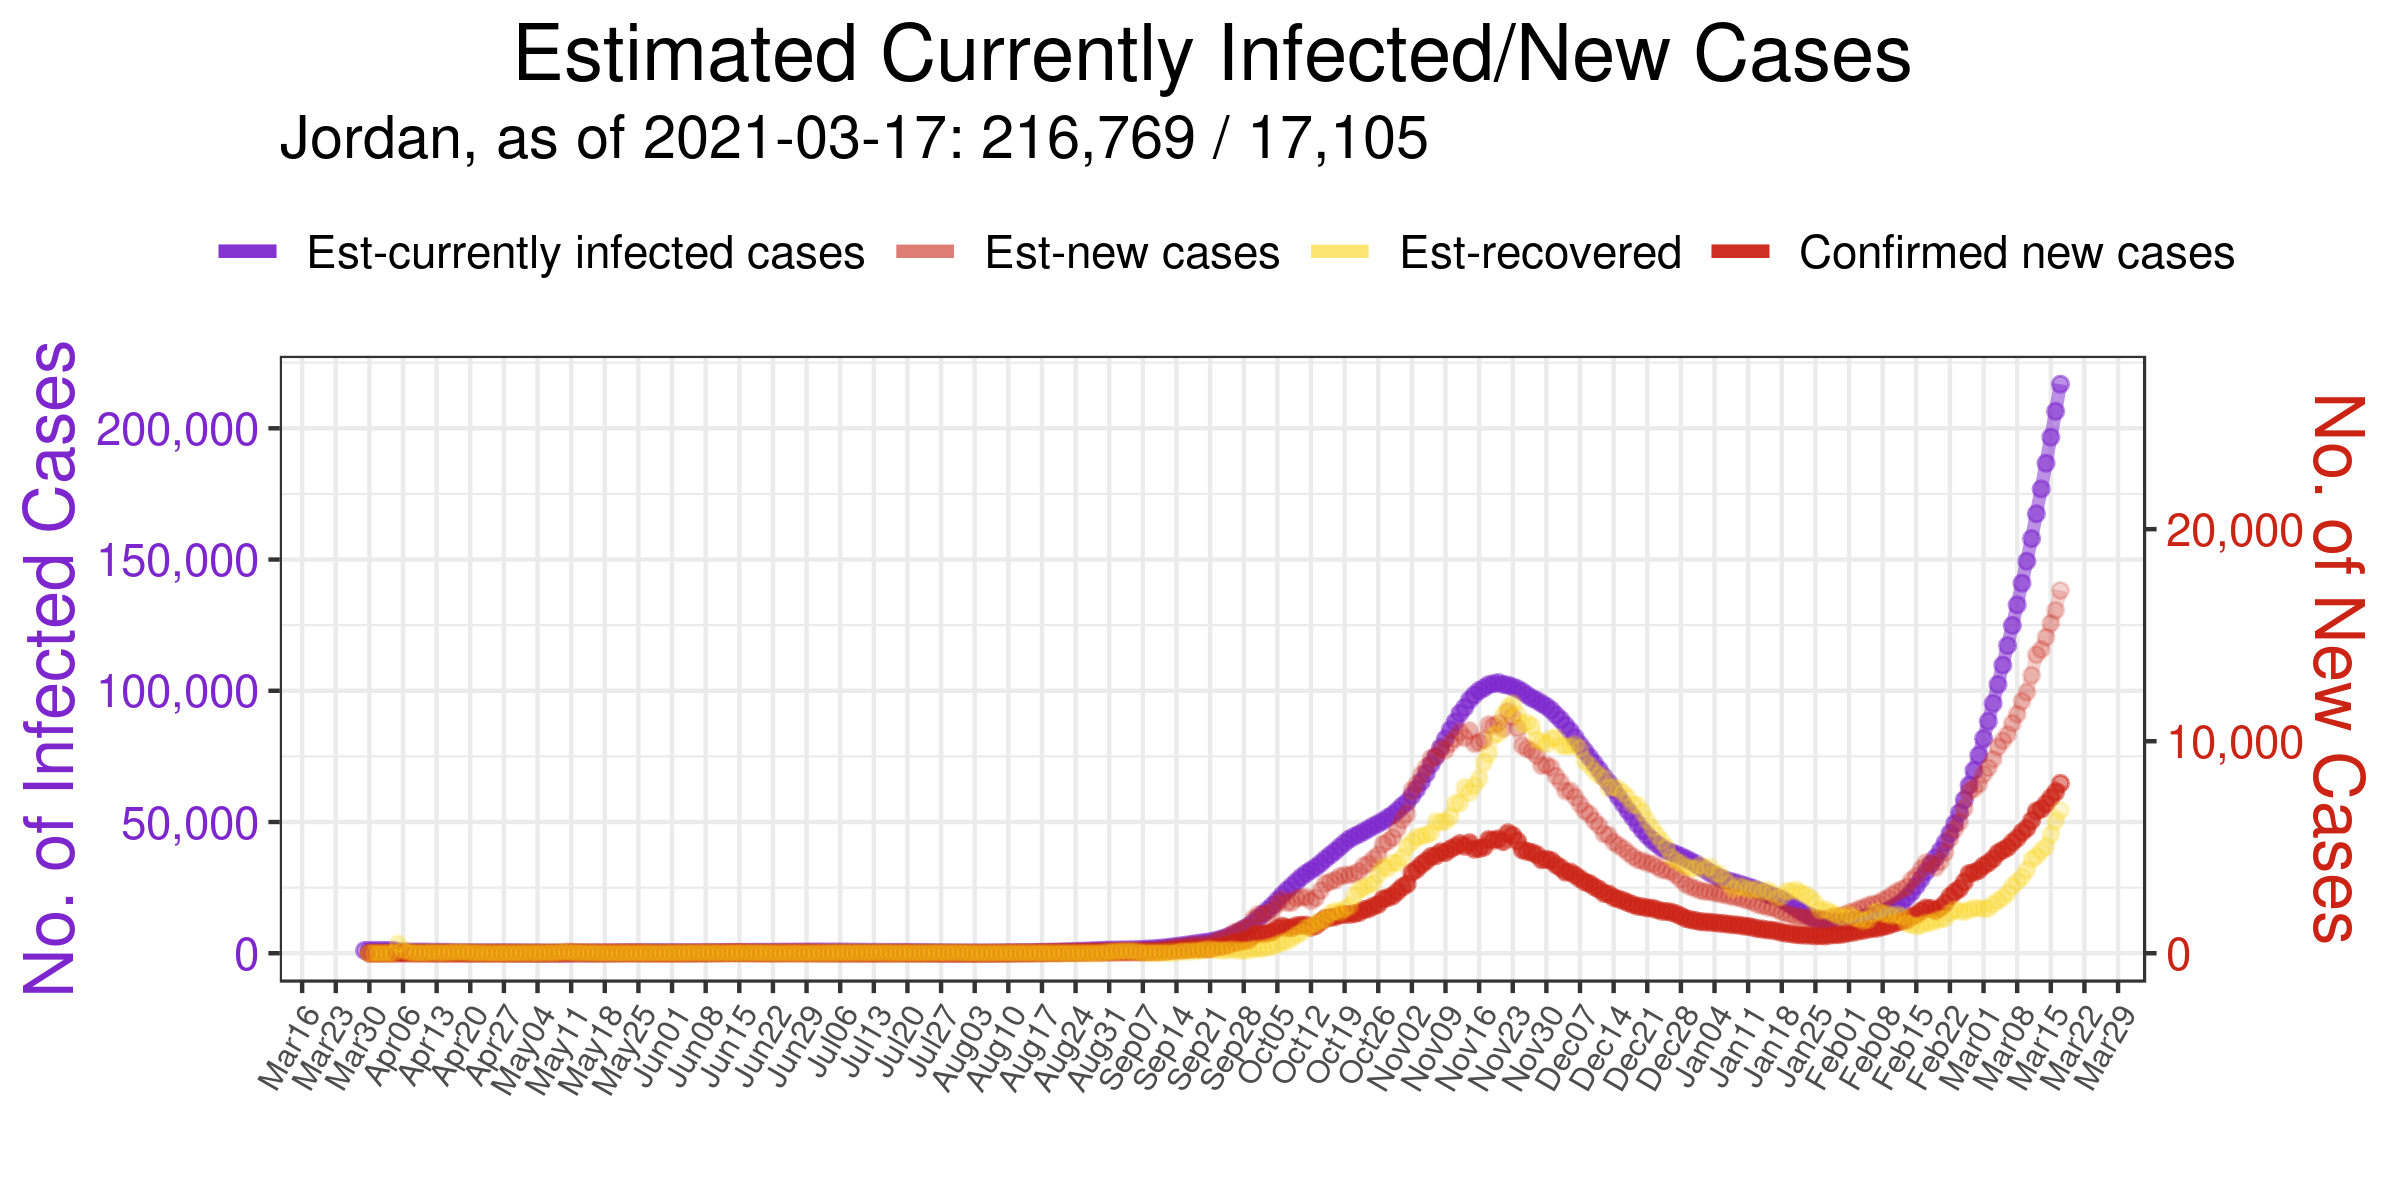 Estimated Currently Infected/New Cases
Jordan, as of 2021-03-17: 216,769 / 17,105
Est-currently infected cases Est-new cases Est-recovered Confirmed new cases
No. of Infected Cases
200,000
150,000
100,000
50,000
0
20,000
10,000
0
No. of New Cases
Mar16 Mar23 Mar30 Apr06 Apr13 Apr20 Apr27 May04 May11 May18 May25 Jun01 Jun08 Jun15 Jun22 Jun29 Jul06 Jul13 Jul20 Jul27 Aug03 Aug10 Aug17 Aug24 Aug31 Sep07 Sep14 Sep21 Sep28 Oct05 Oct12 Oct19 Oct26 Nov02 Nov09 Nov16 Nov23 Nov30 Dec07 Dec14 Dec21 Dec28 Jan04 Jan11 Jan18 Jan25 Feb01 Feb08 Feb15 Feb22 Mar01 Mar08 Mar15 Mar22 Mar29